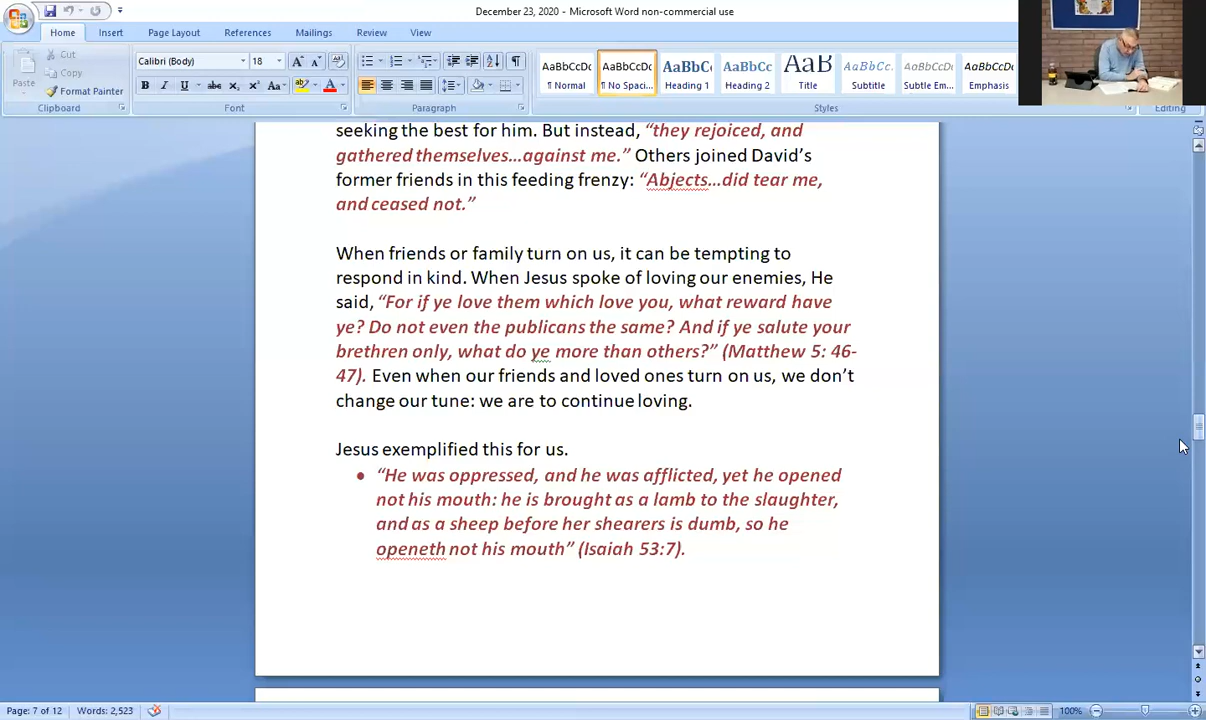 December 23, 2020 - Microsoft Word non-commercial use
Home Insert Page Layout References Mailings Review View
Cut
Copy
Paste
Format Painter
Clipboard
Calibri (Body) 18
Font
Paragraph
AaBbCcDc AaBbCcDc AaBbC AaBbCc AaB AaBbCc. AaBbCcDc AaBbCcDc
¶ Normal ¶ No Spaci... Heading 1 Heading 2 Title Subtitle Subtle Em... Emphasis
Styles
Editing
seeking the best for him. But instead, “they rejoiced, and
gathered themselves…against me.” Others joined David’s
former friends in this feeding frenzy: “Abjects…did tear me,
and ceased not.”
When friends or family turn on us, it can be tempting to
respond in kind. When Jesus spoke of loving our enemies, He
said, “For if ye love them which love you, what reward have
ye? Do not even the publicans the same? And if ye salute your
brethren only, what do ye more than others?” (Matthew 5: 46-
47). Even when our friends and loved ones turn on us, we don’t
change our tune: we are to continue loving.
Jesus exemplified this for us.
• “He was oppressed, and he was afflicted, yet he opened
not his mouth: he is brought as a lamb to the slaughter,
and as a sheep before her shearers is dumb, so he
openeth not his mouth” (Isaiah 53:7).
Page: 7 of 12 Words: 2,523 100%